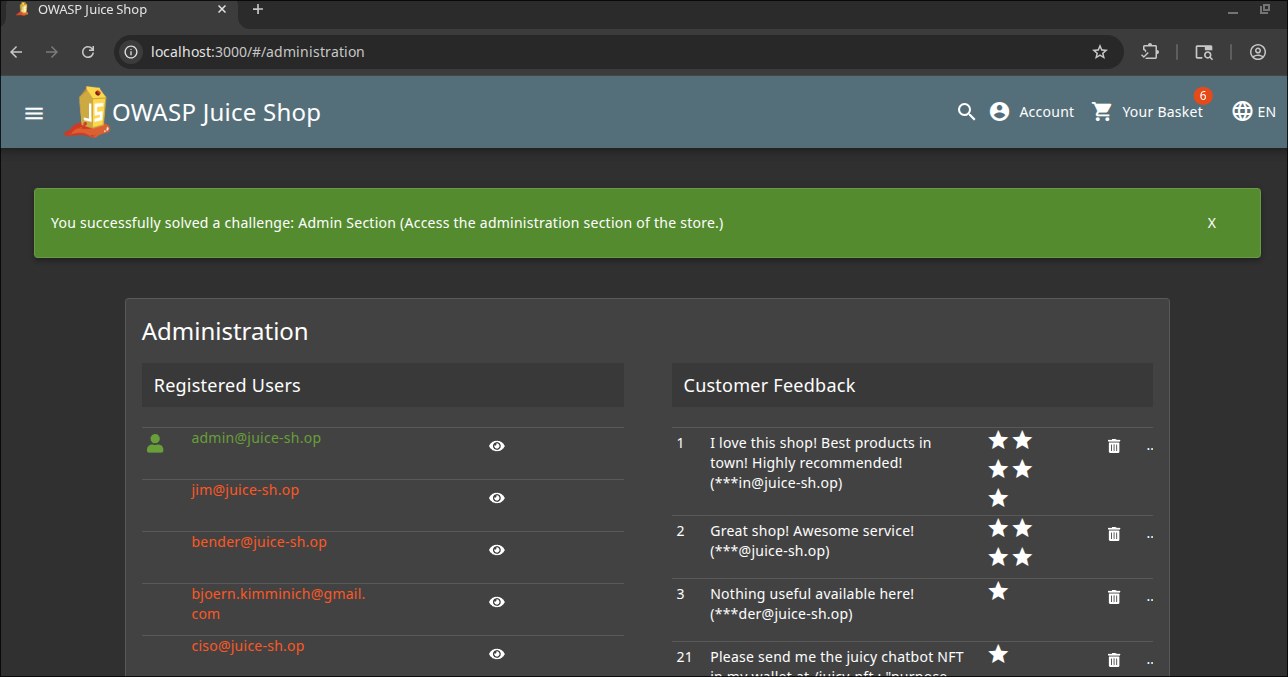 OWASP Juice Shop
localhost:3000/#/administration
OWASP Juice Shop
Account
Your Basket
6
EN
You successfully solved a challenge: Admin Section (Access the administration section of the store.)
X
Administration
Registered Users
admin@juice-sh.op
jim@juice-sh.op
bender@juice-sh.op
bjoern.kimminich@gmail.
com
ciso@juice-sh.op
Customer Feedback
1
I love this shop! Best products in
town! Highly recommended!
(***in@juice-sh.op)
..
2
Great shop! Awesome service!
(***@juice-sh.op)
..
3
Nothing useful available here!
(***der@juice-sh.op)
..
21
Please send me the juicy chatbot NFT
in my wallet at /juicy-nft : "purpose
..